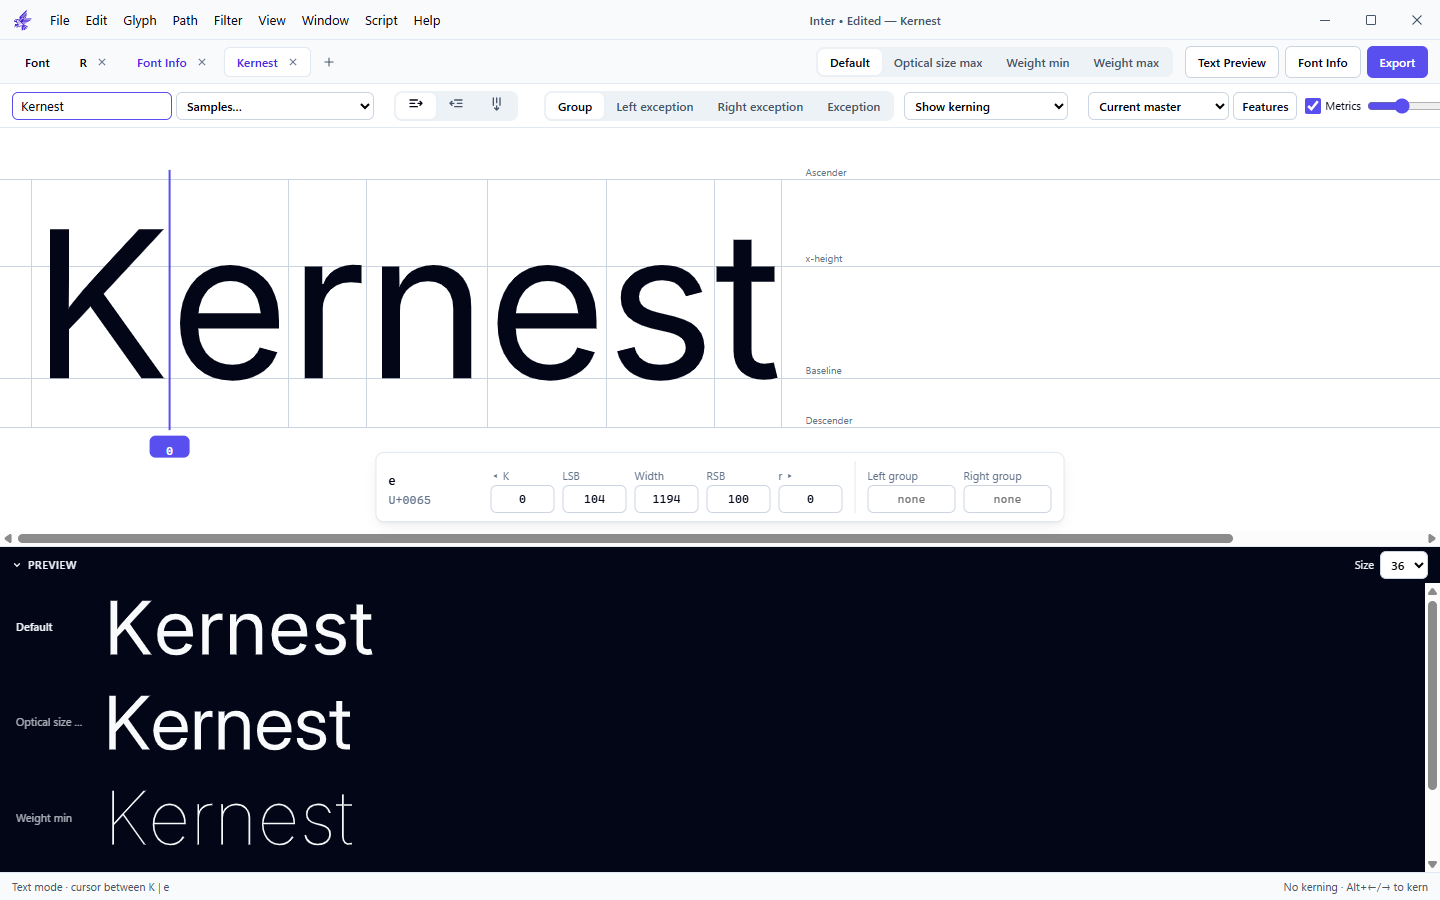 File Edit Glyph Path Filter View Window Script Help
Inter • Edited — Kernest
Font R Font Info Kernest
Default Optical size max Weight min Weight max
Text Preview Font Info Export
Kernest Samples...
Group Left exception Right exception Exception
Show kerning Current master Features Metrics
Ascender
x-height
Baseline
Descender
Kernest
0
e
U+0065
K LSB Width RSB r
0 104 1194 100 0
Left group Right group
none none
PREVIEW
Size 36
Default Kernest
Optical size ... Kernest
Weight min Kernest
Text mode · cursor between K | e
No kerning · Alt+←/→ to kern